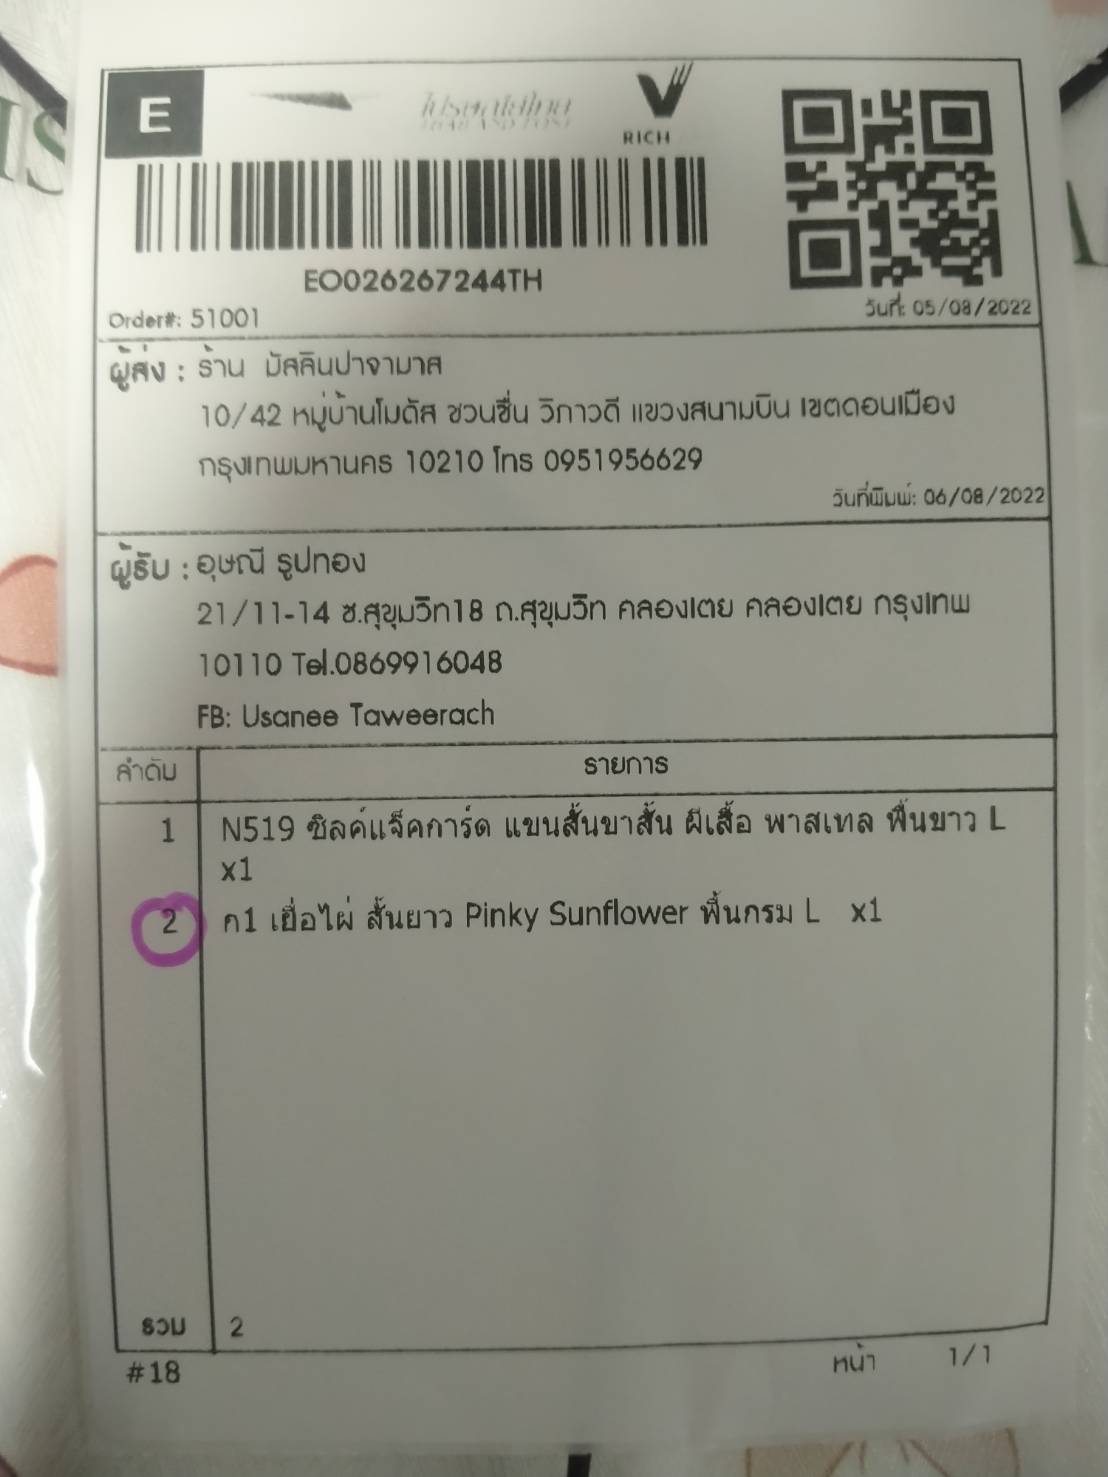 E
ไปรษณีย์ไทย
THAILAND POST
RICH
EO026267244TH
Order#: 51001
วันที่: 05/08/2022
ผู้ส่ง : ร้าน มัสลินปาจามาส
10/42 หมู่บ้านโมดัส ชวนชื่น วิภาวดี แขวงสนามบิน เขตดอนเมือง
กรุงเทพมหานคร 10210 โทร 0951956629
วันที่พิมพ์: 06/08/2022
ผู้รับ : อุษณี รูปทอง
21/11-14 ซ.สุขุมวิท18 ถ.สุขุมวิท คลองเตย คลองเตย กรุงเทพ
10110 Tel.0869916048
FB: Usanee Taweerach
ลำดับ รายการ
1 N519 ซิลค์แจ็คการ์ด แขนสั้นขาสั้น ผีเสื้อ พาสเทล พื้นขาว L
x1
2 ก1 เยื่อไผ่ สั้นยาว Pinky Sunflower พื้นกรม L x1
รวม 2
#18 หน้า 1/1